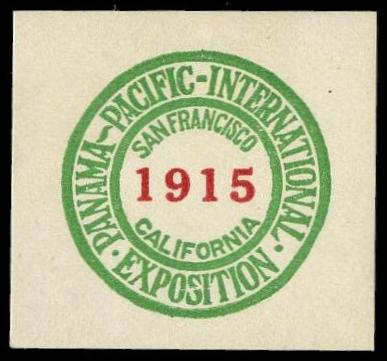 PANAMA-PACIFIC-INTERNATIONAL
· EXPOSITION ·
SAN FRANCISCO
1915
CALIFORNIA